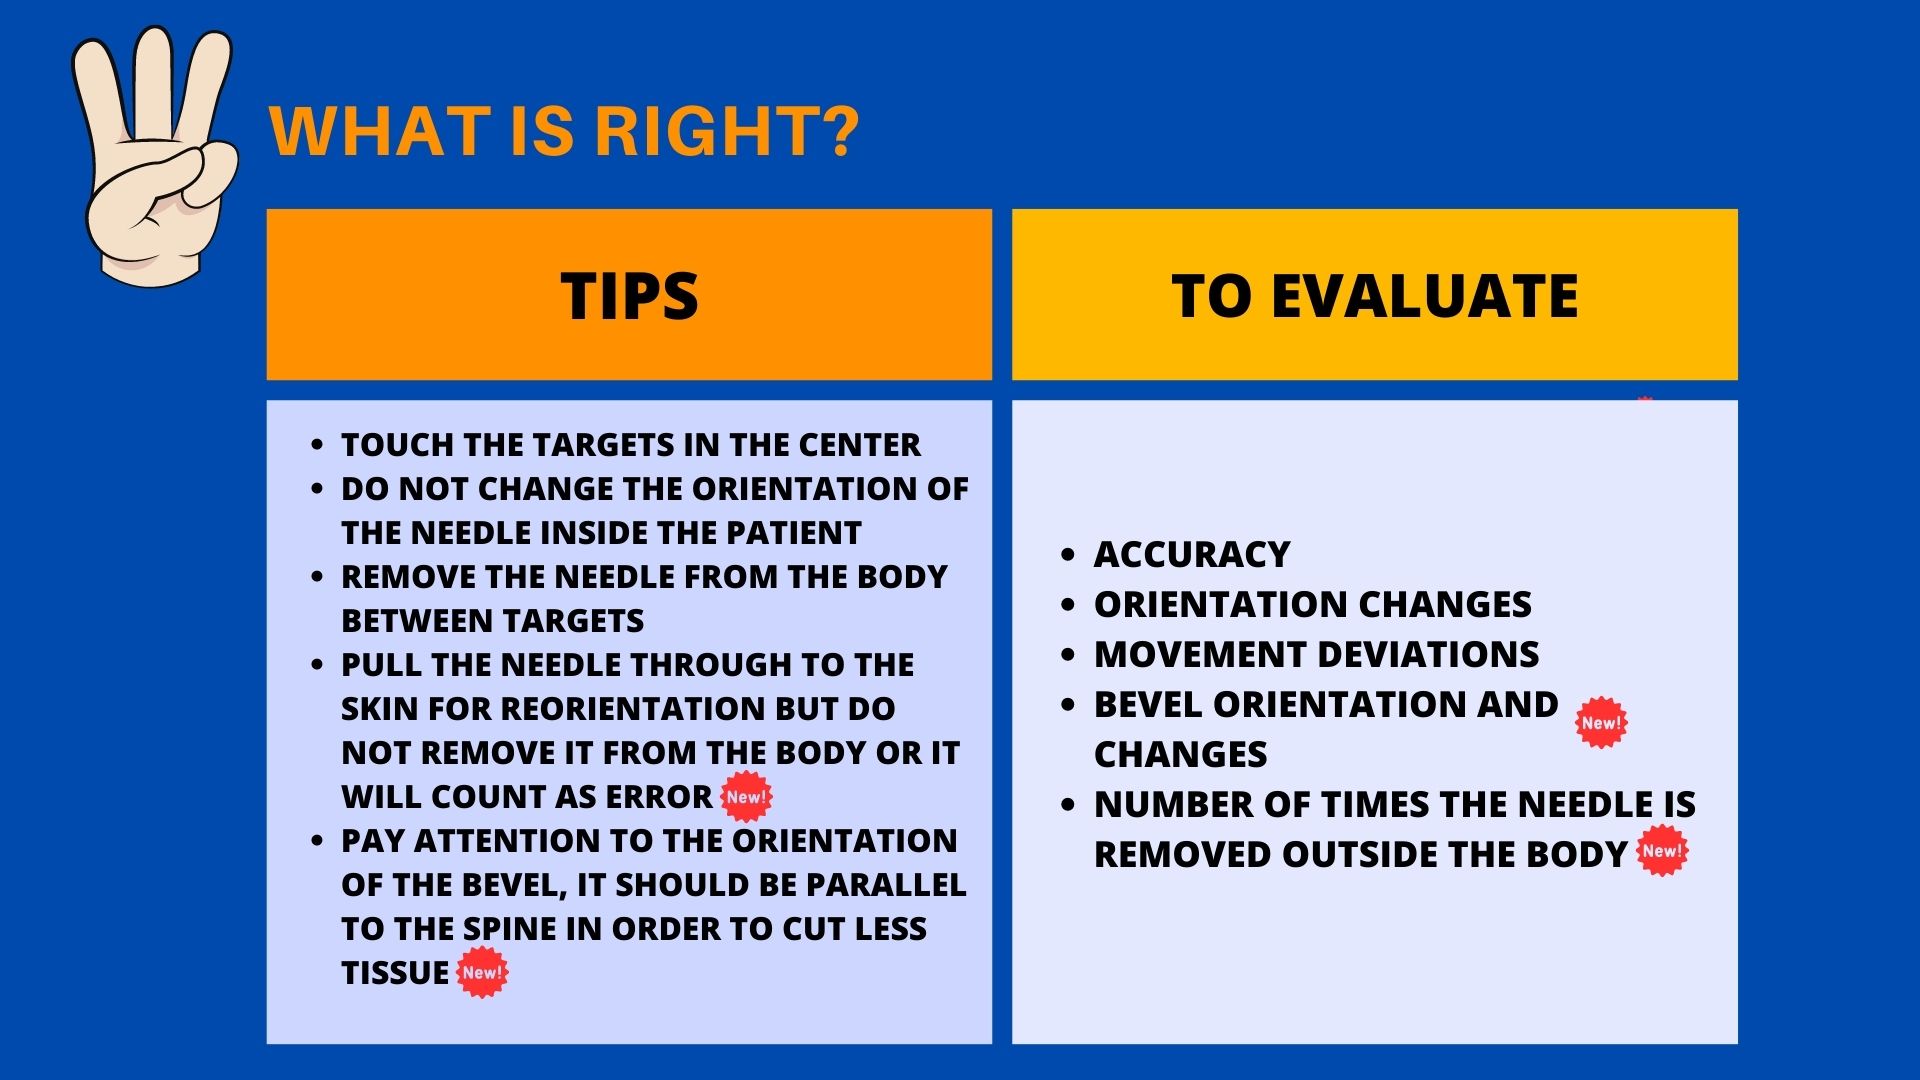 WHAT IS RIGHT?
TIPS
• TOUCH THE TARGETS IN THE CENTER
• DO NOT CHANGE THE ORIENTATION OF
THE NEEDLE INSIDE THE PATIENT
• REMOVE THE NEEDLE FROM THE BODY
BETWEEN TARGETS
• PULL THE NEEDLE THROUGH TO THE
SKIN FOR REORIENTATION BUT DO
NOT REMOVE IT FROM THE BODY OR IT
WILL COUNT AS ERROR New!
• PAY ATTENTION TO THE ORIENTATION
OF THE BEVEL, IT SHOULD BE PARALLEL
TO THE SPINE IN ORDER TO CUT LESS
TISSUE New!
TO EVALUATE
• ACCURACY
• ORIENTATION CHANGES
• MOVEMENT DEVIATIONS
• BEVEL ORIENTATION AND New!
CHANGES
• NUMBER OF TIMES THE NEEDLE IS
REMOVED OUTSIDE THE BODY New!